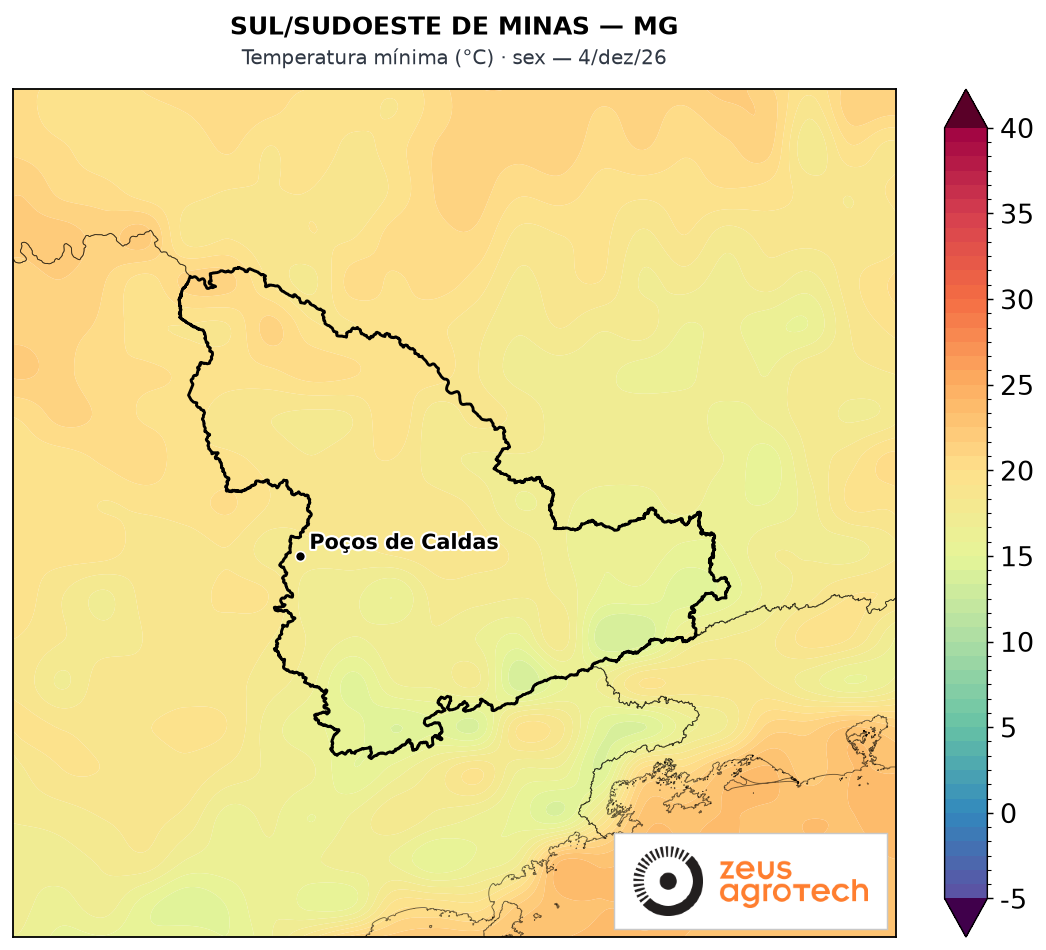 SUL/SUDOESTE DE MINAS — MG
Temperatura mínima (°C) · sex — 4/dez/26
40
35
30
25
20
15
10
5
0
-5
Poços de Caldas
zeus
agrotech